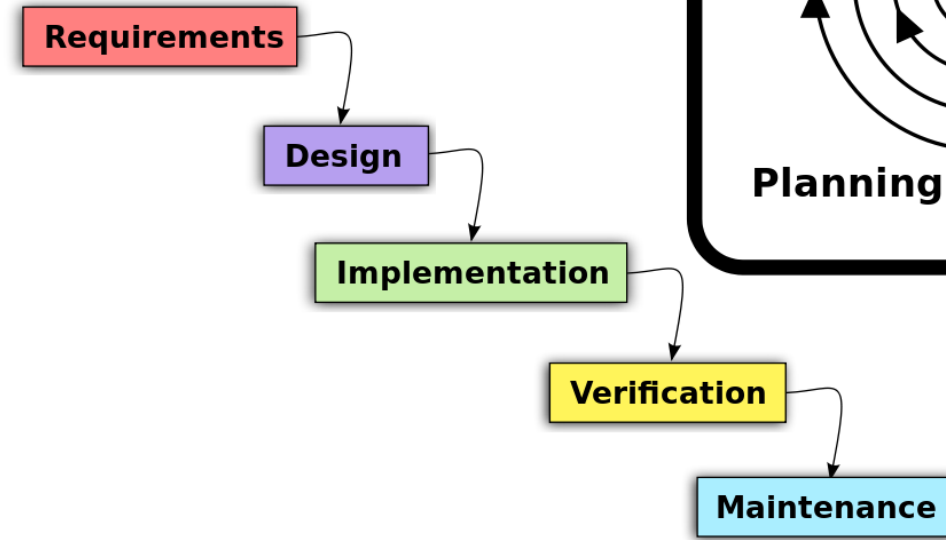 Requirements
Design
Planning
Implementation
Verification
Maintenance